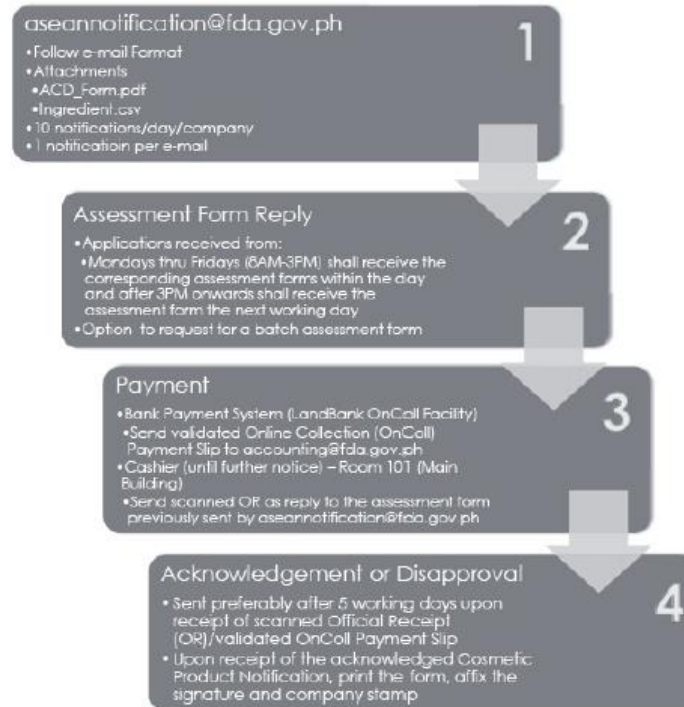 aseannotification@fda.gov.ph
1
•Follow e-mail Format
•Attachments
•ACD_Form.pdf
•Ingredient.csv
•10 notifications/day/company
•1 notificatioin per e-mail
Assessment Form Reply
2
•Applications received from:
•Mondays thru Fridays (8AM-3PM) shall receive the
corresponding assessment forms within the day
and after 3PM onwards shall receive the
assessment form the next working day
•Option to request for a batch assessment form
Payment
3
•Bank Payment System (LandBank OnColl Facility)
•Send validated Online Collection (OnColl)
Payment Slip to accounting@fda.gov.ph
•Cashier (until further notice) – Room 101 (Main
Building)
•Send scanned OR as reply to the assessment form
previously sent by aseannotification@fda.gov.ph
Acknowledgement or Disapproval
4
• Sent preferably after 5 working days upon
receipt of scanned Official Receipt
(OR)/validated OnColl Payment Slip
• Upon receipt of the acknowledged Cosmetic
Product Notification, print the form, affix the
signature and company stamp